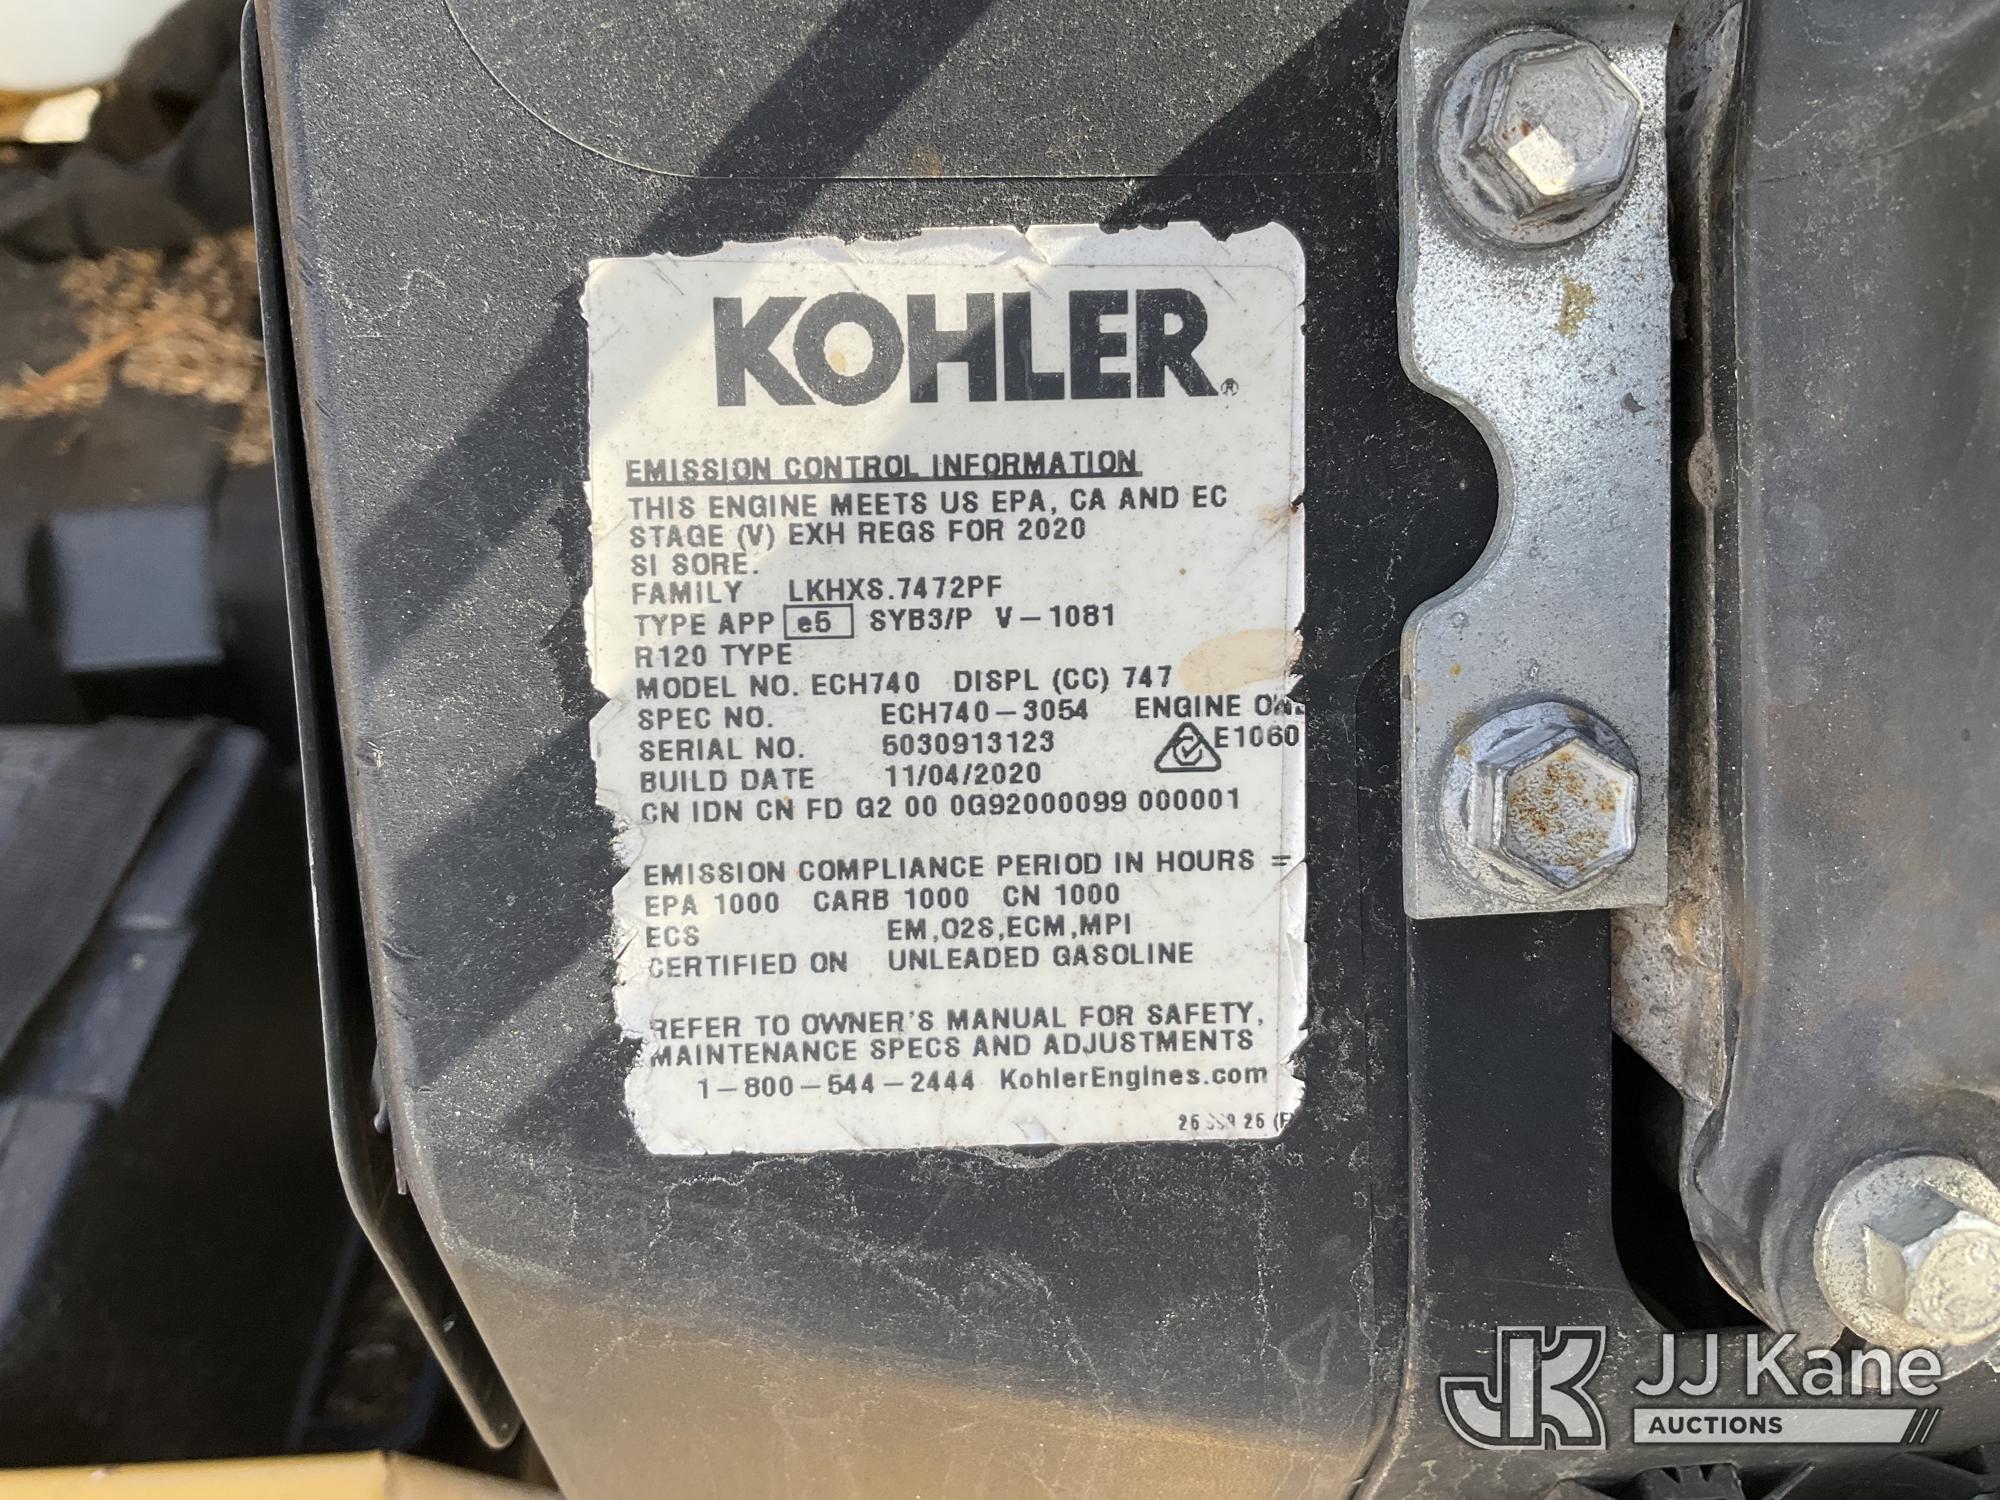 KOHLER®
EMISSION CONTROL INFORMATION
THIS ENGINE MEETS US EPA, CA AND EC
STAGE (V) EXH REGS FOR 2020
SI SORE.
FAMILY LKHXS.7472PF
TYPE APP e5 SYB3/P V-1081
R120 TYPE
MODEL NO. ECH740 DISPL (CC) 747
SPEC NO. ECH740-3054 ENGINE
SERIAL NO. 5030913123 E1060
BUILD DATE 11/04/2020
CN IDN CN FD G2 00 0G92000099 000001
EMISSION COMPLIANCE PERIOD IN HOURS =
EPA 1000 CARB 1000 CN 1000
ECS EM,O2S,ECM,MPI
CERTIFIED ON UNLEADED GASOLINE
REFER TO OWNER'S MANUAL FOR SAFETY,
MAINTENANCE SPECS AND ADJUSTMENTS
1-800-544-2444 KohlerEngines.com
JK JJ Kane
AUCTIONS